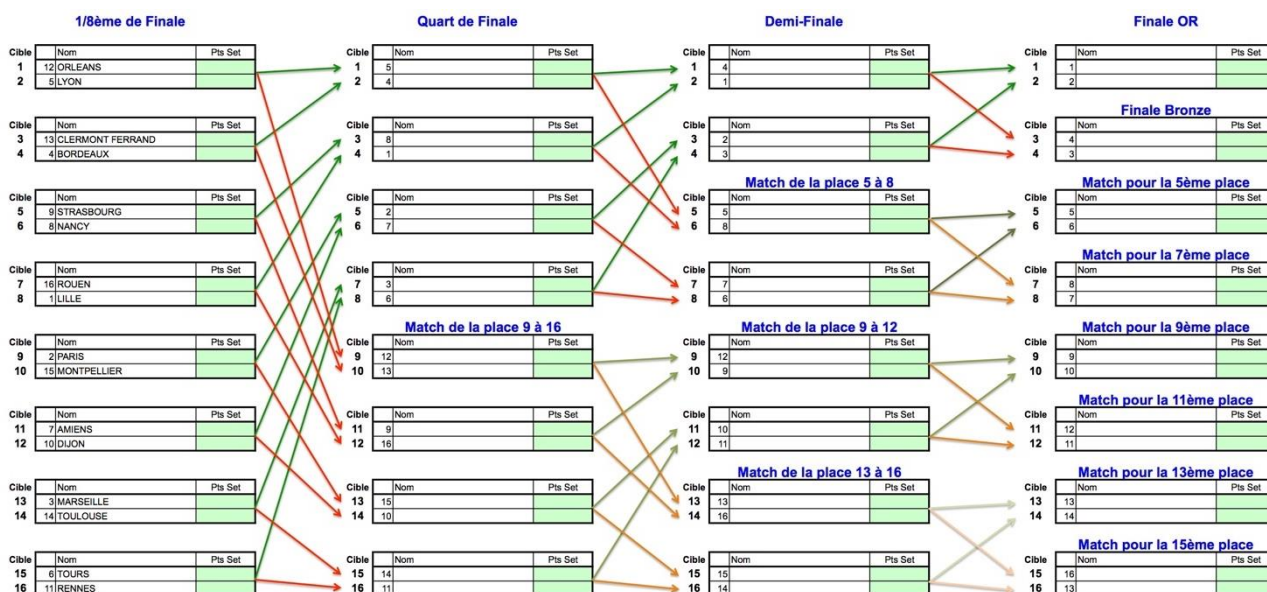 1/8ème de Finale
Cible Nom Pts Set
1 12 ORLEANS
2 5 LYON
Cible Nom Pts Set
3 13 CLERMONT FERRAND
4 4 BORDEAUX
Cible Nom Pts Set
5 9 STRASBOURG
6 8 NANCY
Cible Nom Pts Set
7 16 ROUEN
8 1 LILLE
Cible Nom Pts Set
9 2 PARIS
10 15 MONTPELLIER
Cible Nom Pts Set
11 7 AMIENS
12 10 DIJON
Cible Nom Pts Set
13 3 MARSEILLE
14 14 TOULOUSE
Cible Nom Pts Set
15 6 TOURS
16 11 RENNES
Quart de Finale
Cible Nom Pts Set
1 5
2 4
Cible Nom Pts Set
3 8
4 1
Cible Nom Pts Set
5 2
6 7
Cible Nom Pts Set
7 3
8 6
Match de la place 9 à 16
Cible Nom Pts Set
9 12
10 13
Cible Nom Pts Set
11 9
12 16
Cible Nom Pts Set
13 15
14 10
Cible Nom Pts Set
15 14
16 11
Demi-Finale
Cible Nom Pts Set
1 4
2 1
Cible Nom Pts Set
3 2
4 3
Match de la place 5 à 8
Cible Nom Pts Set
5 5
6 8
Cible Nom Pts Set
7 7
8 6
Match de la place 9 à 12
Cible Nom Pts Set
9 12
10 9
Cible Nom Pts Set
11 10
12 11
Match de la place 13 à 16
Cible Nom Pts Set
13 13
14 16
Cible Nom Pts Set
15 15
16 14
Finale OR
Cible Nom Pts Set
1 1
2 2
Finale Bronze
Cible Nom Pts Set
3 4
4 3
Match pour la 5ème place
Cible Nom Pts Set
5 5
6 6
Match pour la 7ème place
Cible Nom Pts Set
7 8
8 7
Match pour la 9ème place
Cible Nom Pts Set
9 9
10 10
Match pour la 11ème place
Cible Nom Pts Set
11 12
12 11
Match pour la 13ème place
Cible Nom Pts Set
13 13
14 14
Match pour la 15ème place
Cible Nom Pts Set
15 16
16 13